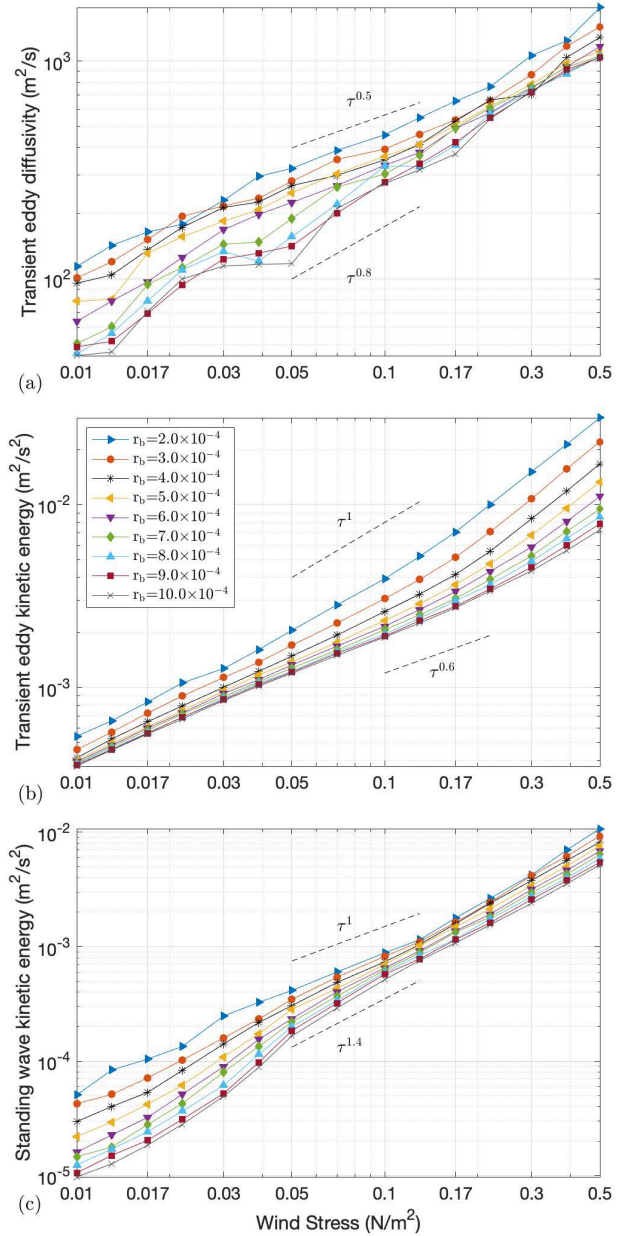 Transient eddy diffusivity (m²/s)
10³
10²
τ^0.5
τ^0.8
(a)
0.01 0.017 0.03 0.05 0.1 0.17 0.3 0.5
Transient eddy kinetic energy (m²/s²)
10⁻²
10⁻³
r_b=2.0×10⁻⁴
r_b=3.0×10⁻⁴
r_b=4.0×10⁻⁴
r_b=5.0×10⁻⁴
r_b=6.0×10⁻⁴
r_b=7.0×10⁻⁴
r_b=8.0×10⁻⁴
r_b=9.0×10⁻⁴
r_b=10.0×10⁻⁴
τ^1
τ^0.6
(b)
0.01 0.017 0.03 0.05 0.1 0.17 0.3 0.5
Standing wave kinetic energy (m²/s²)
10⁻²
10⁻³
10⁻⁴
10⁻⁵
τ^1
τ^1.4
(c)
0.01 0.017 0.03 0.05 0.1 0.17 0.3 0.5
Wind Stress (N/m²)